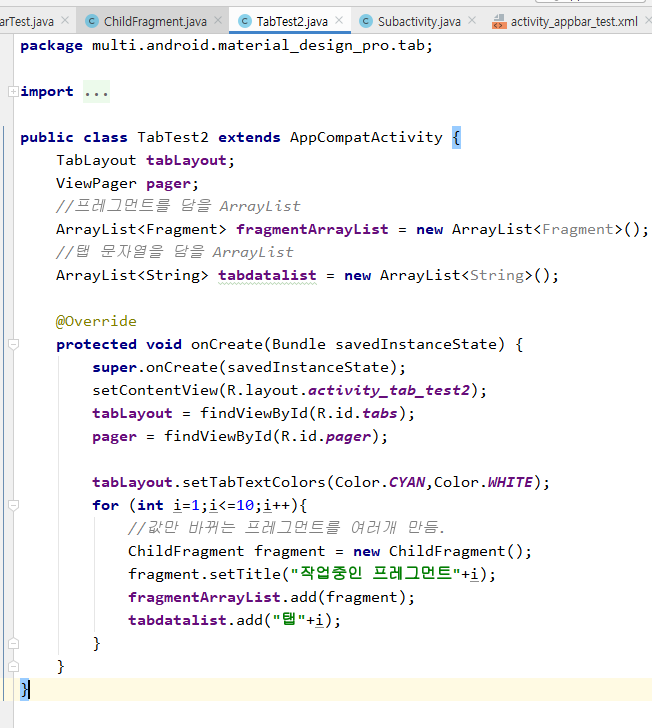 arTest.java ChildFragment.java TabTest2.java Subactivity.java activity_appbar_test.xml
package multi.android.material_design_pro.tab;
import ...
public class TabTest2 extends AppCompatActivity {
TabLayout tabLayout;
ViewPager pager;
//프레그먼트를 담을 ArrayList
ArrayList<Fragment> fragmentArrayList = new ArrayList<Fragment>();
//탭 문자열을 담을 ArrayList
ArrayList<String> tabdatalist = new ArrayList<String>();
@Override
protected void onCreate(Bundle savedInstanceState) {
super.onCreate(savedInstanceState);
setContentView(R.layout.activity_tab_test2);
tabLayout = findViewById(R.id.tabs);
pager = findViewById(R.id.pager);
tabLayout.setTabTextColors(Color.CYAN,Color.WHITE);
for (int i=1;i<=10;i++){
//값만 바뀌는 프레그먼트를 여러개 만듬.
ChildFragment fragment = new ChildFragment();
fragment.setTitle("작업중인 프레그먼트"+i);
fragmentArrayList.add(fragment);
tabdatalist.add("탭"+i);
}
}
}